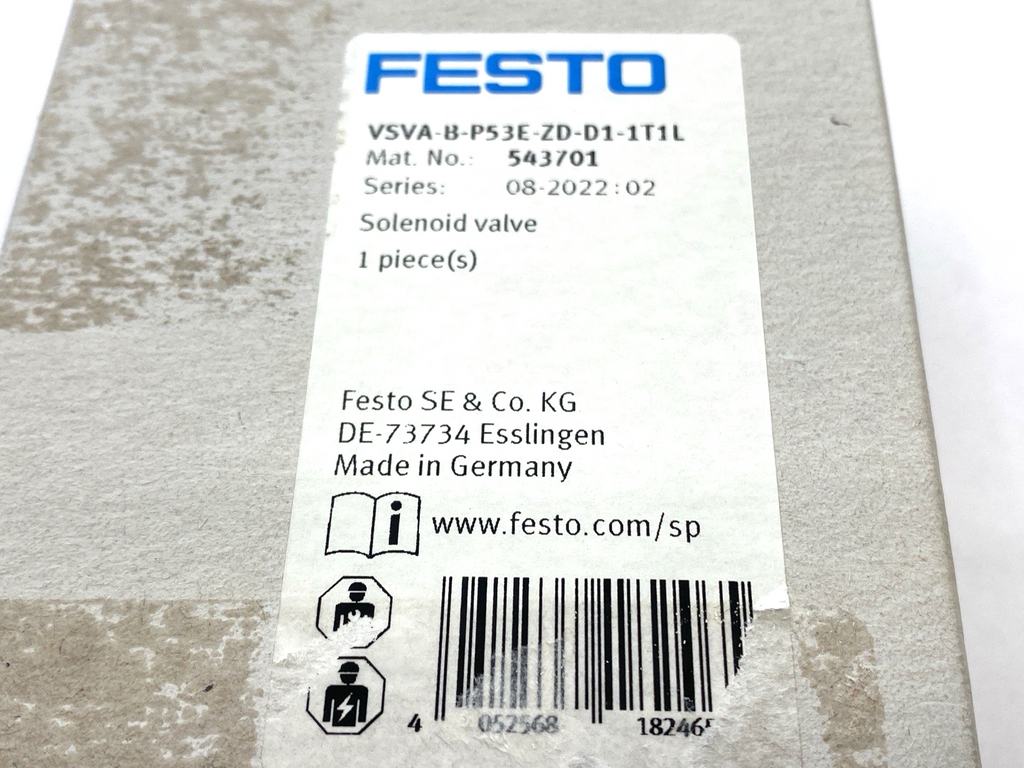 FESTO
VSVA-B-P53E-ZD-D1-1T1L
Mat. No.: 543701
Series: 08-2022:02
Solenoid valve
1 piece(s)
Festo SE & Co. KG
DE-73734 Esslingen
Made in Germany
i www.festo.com/sp
4 052568